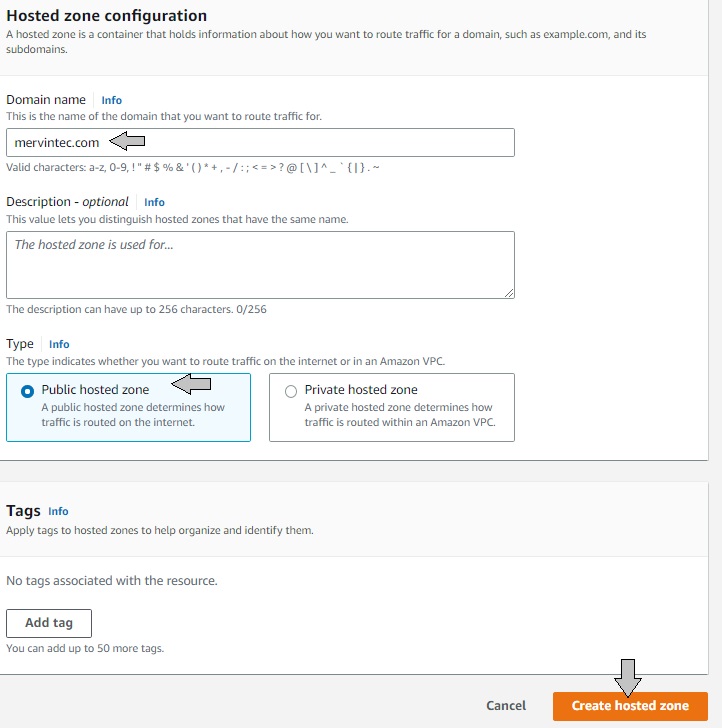 Hosted zone configuration
A hosted zone is a container that holds information about how you want to route traffic for a domain, such as example.com, and its
subdomains.
Domain name Info
This is the name of the domain that you want to route traffic for.
mervintec.com
Valid characters: a-z, 0-9, ! " # $ % & ' ( ) * + , - / : ; < = > ? @ [ \ ] ^ _ ` { | } . ~
Description - optional Info
This value lets you distinguish hosted zones that have the same name.
The hosted zone is used for...
The description can have up to 256 characters. 0/256
Type Info
The type indicates whether you want to route traffic on the internet or in an Amazon VPC.
Public hosted zone
A public hosted zone determines how
traffic is routed on the internet.
Private hosted zone
A private hosted zone determines how
traffic is routed within an Amazon VPC.
Tags Info
Apply tags to hosted zones to help organize and identify them.
No tags associated with the resource.
Add tag
You can add up to 50 more tags.
Cancel Create hosted zone